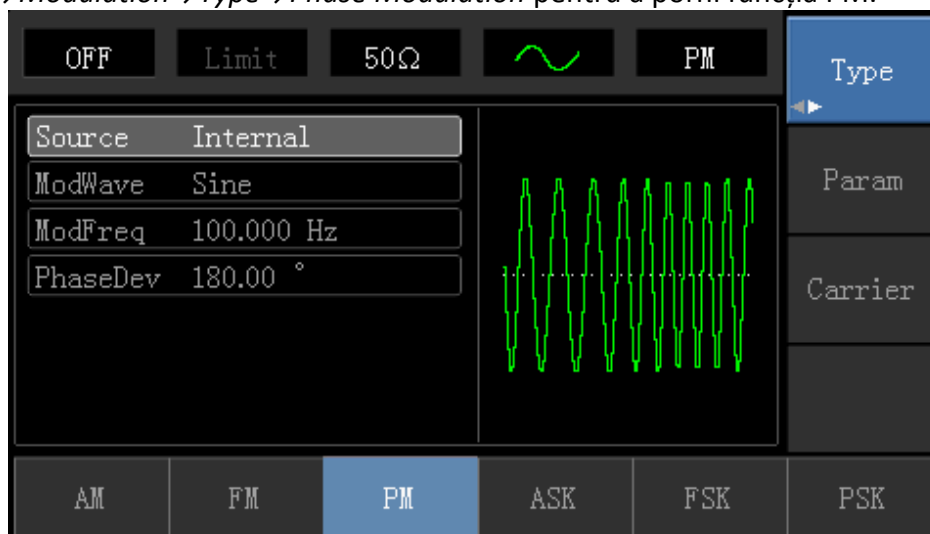 Modulation → Type → Phase Modulation pentru a porni funcția PM.
OFF Limit 50Ω PM Type
Source Internal
ModWave Sine
Param
ModFreq 100.000 Hz
PhaseDev 180.00 °
Carrier
AM FM PM ASK FSK PSK